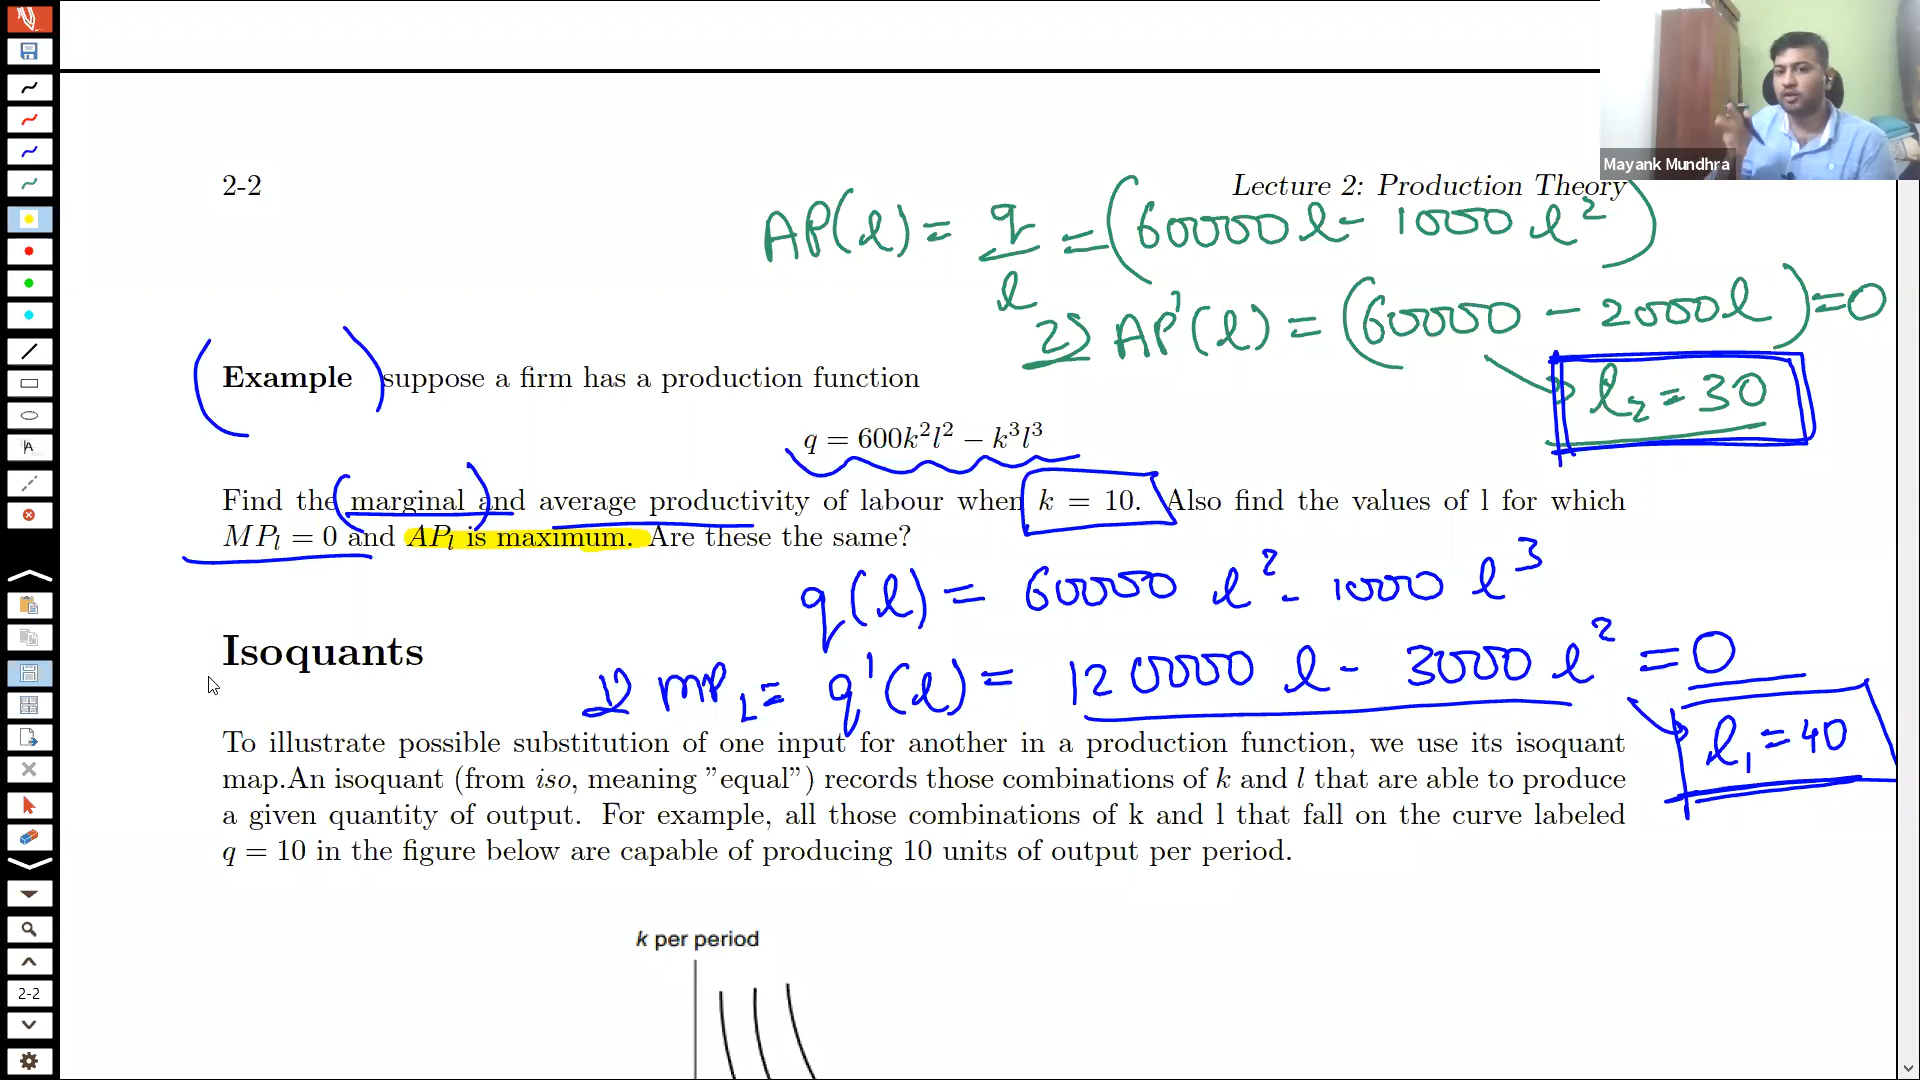 Mayank Mundhra
2-2
Lecture 2: Production Theory
AP(l) = q/l = (60000 l - 1000 l²)
2) AP'(l) = (60000 - 2000 l) = 0
l₂ = 30
Example suppose a firm has a production function
q = 600k²l² − k³l³
Find the marginal and average productivity of labour when k = 10. Also find the values of l for which
MPₗ = 0 and APₗ is maximum. Are these the same?
q(l) = 60000 l² - 1000 l³
Isoquants
1) MP_L = q'(l) = 120000 l - 3000 l² = 0
l₁ = 40
To illustrate possible substitution of one input for another in a production function, we use its isoquant
map.An isoquant (from iso, meaning ”equal”) records those combinations of k and l that are able to produce
a given quantity of output. For example, all those combinations of k and l that fall on the curve labeled
q = 10 in the figure below are capable of producing 10 units of output per period.
k per period
2-2